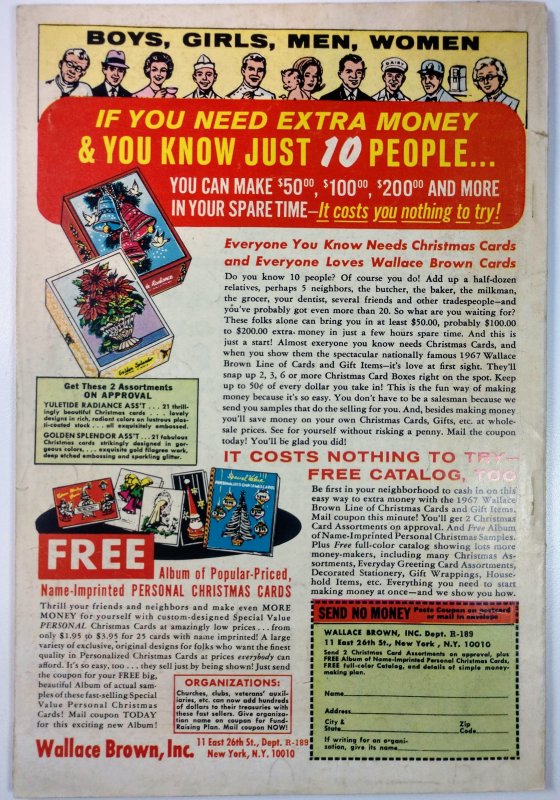 BOYS, GIRLS, MEN, WOMEN
DAIRY
IF YOU NEED EXTRA MONEY
& YOU KNOW JUST 10 PEOPLE...
YOU CAN MAKE $50⁰⁰, $100⁰⁰, $200⁰⁰ AND MORE
IN YOUR SPARE TIME—It costs you nothing to try!
Everyone You Know Needs Christmas Cards
and Everyone Loves Wallace Brown Cards
Do you know 10 people? Of course you do! Add up a half-dozen
relatives, perhaps 5 neighbors, the butcher, the baker, the milkman,
the grocer, your dentist, several friends and other tradespeople—and
you've probably got even more than 20. So what are you waiting for?
These folks alone can bring you in at least $50.00, probably $100.00
to $200.00 extra money in just a few hours spare time. And this is
just a start! Almost everyone you know needs Christmas Cards, and
when you show them the spectacular nationally famous 1967 Wallace
Brown Line of Cards and Gift Items—it's love at first sight. They'll
snap up 2, 3, 6 or more Christmas Card Boxes right on the spot. Keep
up to 50¢ of every dollar you take in! This is the fun way of making
money because it's so easy. You don't have to be a salesman because we
send you samples that do the selling for you. And, besides making money
you'll save money on your own Christmas Cards, Gifts, etc. at whole-
sale prices. See for yourself without risking a penny. Mail the coupon
today! You'll be glad you did!
Radiance
Golden Splendor
Get These 2 Assortments
ON APPROVAL
YULETIDE RADIANCE ASS'T . . . 21 thrill-
ingly beautiful Christmas cards . . . lovely
designs in rich, radiant colors on lustrous plas-
ti-coated stock . . . all exquisitely embossed.
GOLDEN SPLENDOR ASS'T . . . 21 fabulous
Christmas cards strikingly designed in gor-
geous colors, . . . exquisite gold filagree work,
deep etched embossing and sparkling glitter.
IT COSTS NOTHING TO TRY—
FREE CATALOG, TOO
Be first in your neighborhood to cash in on this
easy way to extra money with the 1967 Wallace
Brown Line of Christmas Cards and Gift Items.
Mail coupon this minute! You'll get 2 Christmas
Card Assortments on approval. And Free Album
of Name-Imprinted Personal Christmas Samples.
Plus Free full-color catalog showing lots more
money-makers, including many Christmas As-
sortments, Everyday Greeting Card Assortments,
Decorated Stationery, Gift Wrappings, House-
hold Items, etc. Everything you need to start
making money at once—and we show you how.
Special Value
PERSONALIZED CHRISTMAS CARDS
FREE
Album of Popular-Priced,
Name-Imprinted PERSONAL CHRISTMAS CARDS
Thrill your friends and neighbors and make even MORE
MONEY for yourself with custom-designed Special Value
PERSONAL Christmas Cards at amazingly low prices. . . from
only $1.95 to $3.95 for 25 cards with name imprinted! A large
variety of exclusive, original designs for folks who want the finest
quality in Personalized Christmas Cards at prices everybody can
afford. It's so easy, too . . . they sell just by being shown! Just send
the coupon for your FREE big,
beautiful Album of actual sam-
ples of these fast-selling Special
Value Personal Christmas
Cards! Mail coupon TODAY
for this exciting new Album!
ORGANIZATIONS:
Churches, clubs, veterans' auxil-
iaries, etc. can now add hundreds
of dollars to their treasuries with
these fast sellers. Give organiza-
tion name on coupon for Fund-
Raising Plan. Mail coupon NOW!
Wallace Brown, Inc. 11 East 26th St., Dept. R-189
New York, N.Y. 10010
SEND NO MONEY Paste Coupon on postcard
or mail in envelope
WALLACE BROWN, INC. Dept. R-189
11 East 26th St., New York, N.Y. 10010
Send 2 Christmas Card Assortments on approval, plus
FREE Album of Name-Imprinted Personal Christmas Cards,
FREE full-color Catalog, and details of simple money-
making plan.
Name
Address
City &
State
Zip
Code
If writing for an organi-
zation, give its name